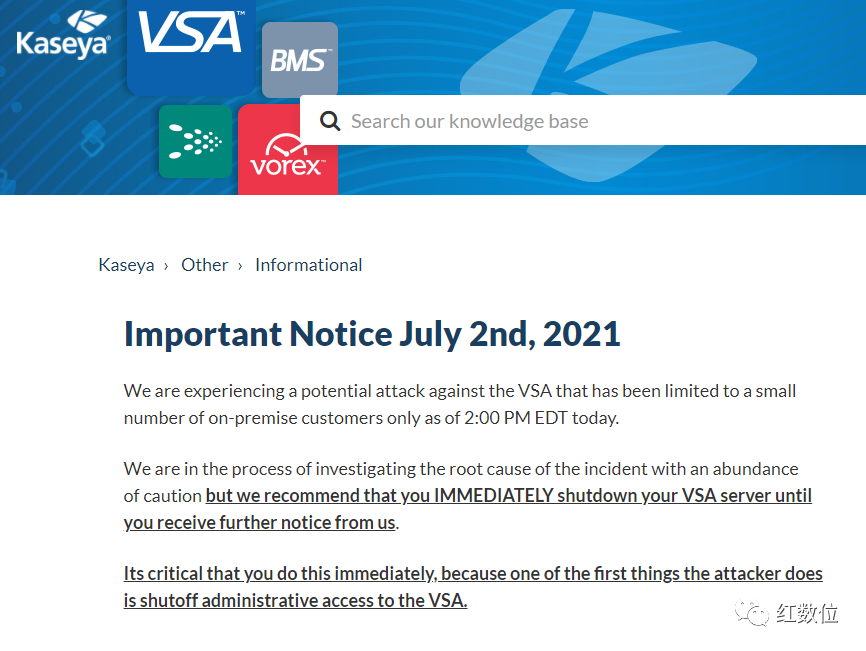 Kaseya
VSA™
BMS™
Search our knowledge base
vorex™
Kaseya › Other › Informational
Important Notice July 2nd, 2021
We are experiencing a potential attack against the VSA that has been limited to a small
number of on-premise customers only as of 2:00 PM EDT today.
We are in the process of investigating the root cause of the incident with an abundance
of caution but we recommend that you IMMEDIATELY shutdown your VSA server until
you receive further notice from us.
Its critical that you do this immediately, because one of the first things the attacker does
is shutoff administrative access to the VSA.
红数位